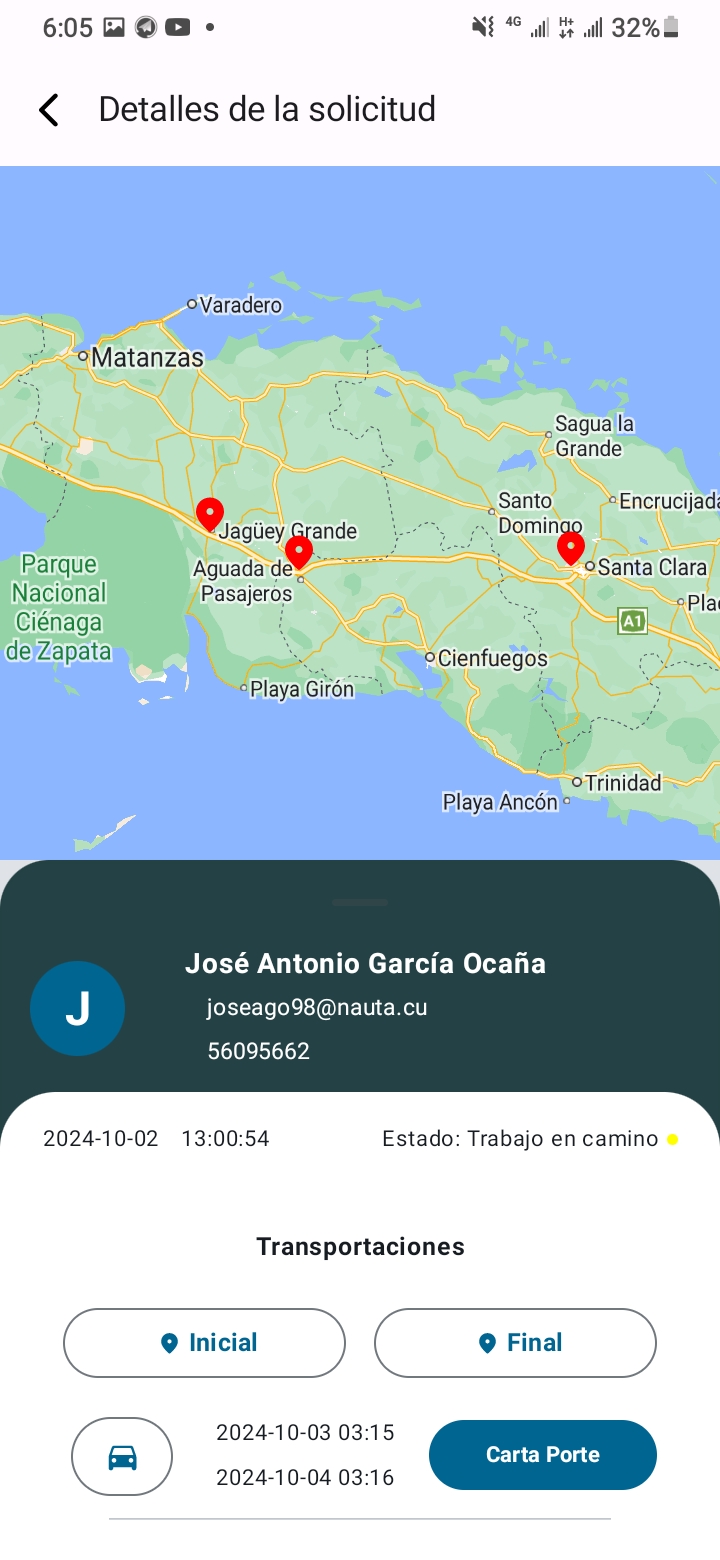 6:05
4G H+ 32%
Detalles de la solicitud
Varadero
Matanzas
Sagua la
Grande
Santo
Domingo
Encrucijada
Jagüey Grande
Aguada de
Pasajeros
Santa Clara
Parque
Nacional
Ciénaga
de Zapata
Plac
A1
Cienfuegos
Playa Girón
Trinidad
Playa Ancón
J
José Antonio García Ocaña
joseago98@nauta.cu
56095662
2024-10-02 13:00:54
Estado: Trabajo en camino
Transportaciones
Inicial
Final
2024-10-03 03:15
2024-10-04 03:16
Carta Porte